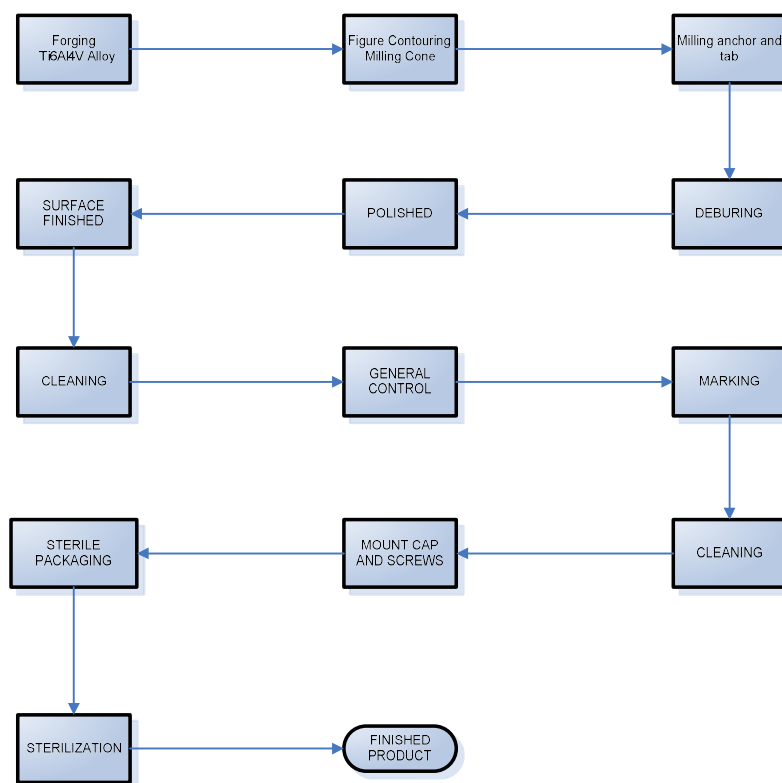 Forging
Ti6Al4V Alloy
Figure Contouring
Milling Cone
Milling anchor and
tab
DEBURING
POLISHED
SURFACE
FINISHED
CLEANING
GENERAL
CONTROL
MARKING
CLEANING
MOUNT CAP
AND SCREWS
STERILE
PACKAGING
STERILIZATION
FINISHED
PRODUCT